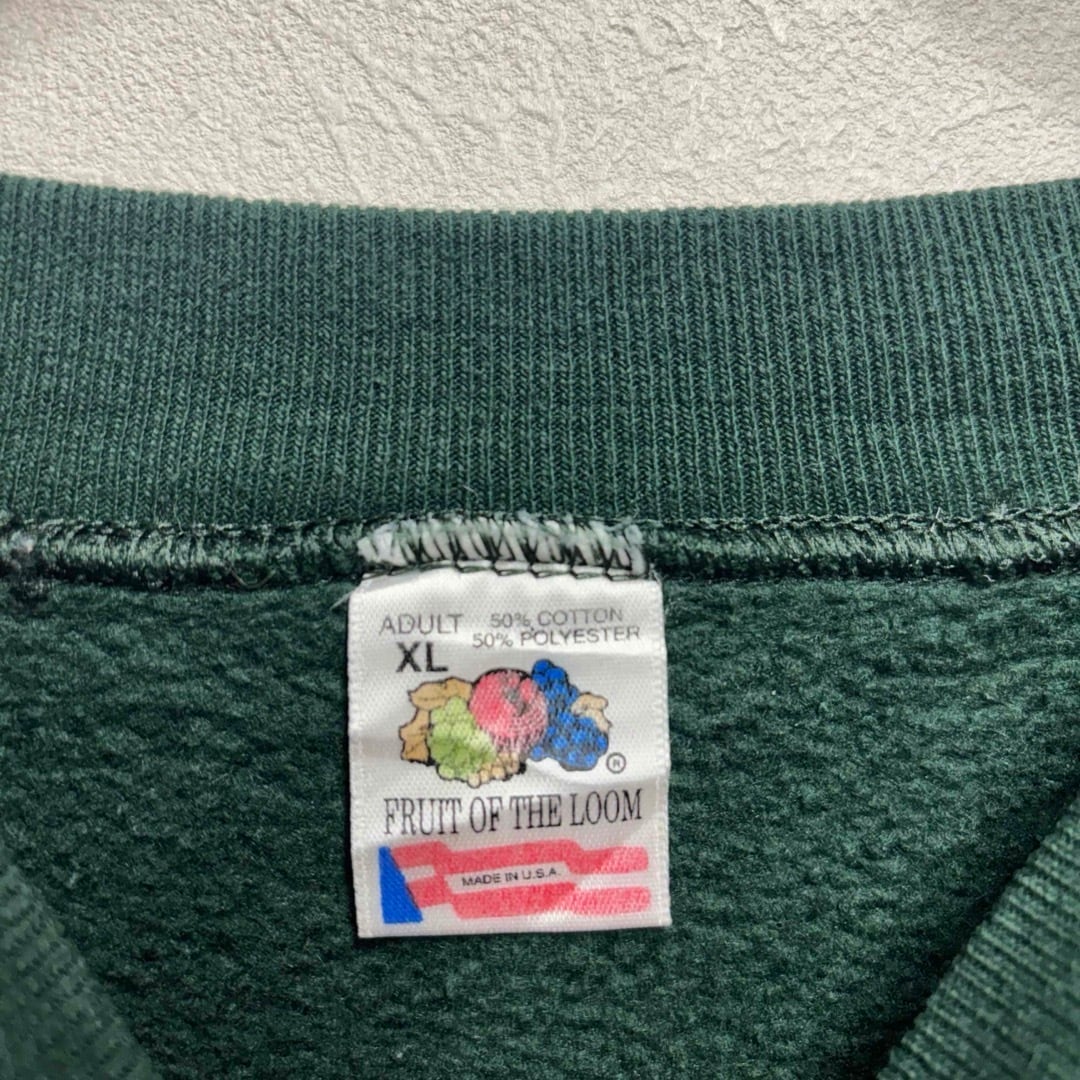 ADULT 50% COTTON
XL 50% POLYESTER
®
FRUIT OF THE LOOM
MADE IN U.S.A.